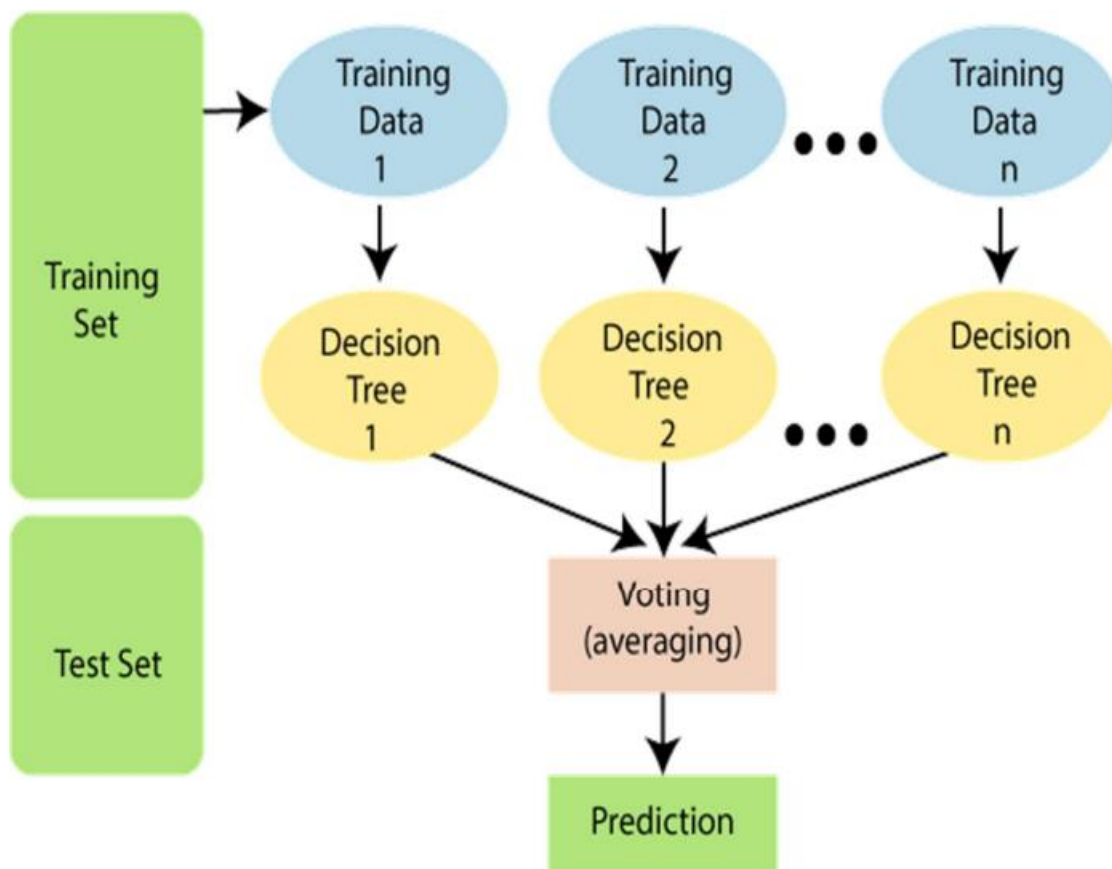 Training
Data
1
Training
Data
2
Training
Data
n
Training
Set
Decision
Tree
1
Decision
Tree
2
Decision
Tree
n
Voting
(averaging)
Test Set
Prediction